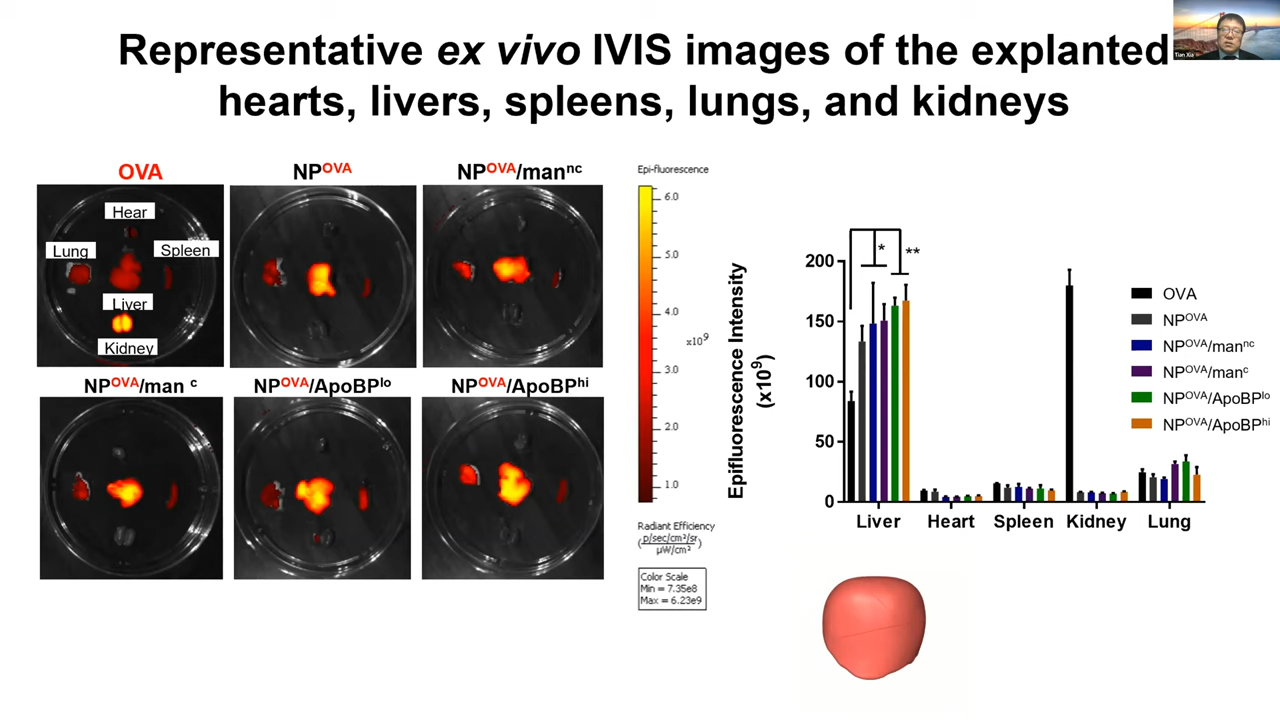 Representative ex vivo IVIS images of the explanted
hearts, livers, spleens, lungs, and kidneys
Tian Xia
OVA
NPOVA
NPOVA/mannc
Hear
Lung
Spleen
Liver
Kidney
NPOVA/man c
NPOVA/ApoBPlo
NPOVA/ApoBPhi
Epi-fluorescence
6.0
5.0
4.0
x10⁹
3.0
2.0
1.0
Radiant Efficiency
(p/sec/cm²/sr
µW/cm²)
Color Scale
Min = 7.35e8
Max = 6.23e9
Epifluorescence Intensity
(x10⁹)
200
150
100
50
0
*
**
Liver
Heart
Spleen
Kidney
Lung
OVA
NPOVA
NPOVA/mannc
NPOVA/manc
NPOVA/ApoBPlo
NPOVA/ApoBPhi